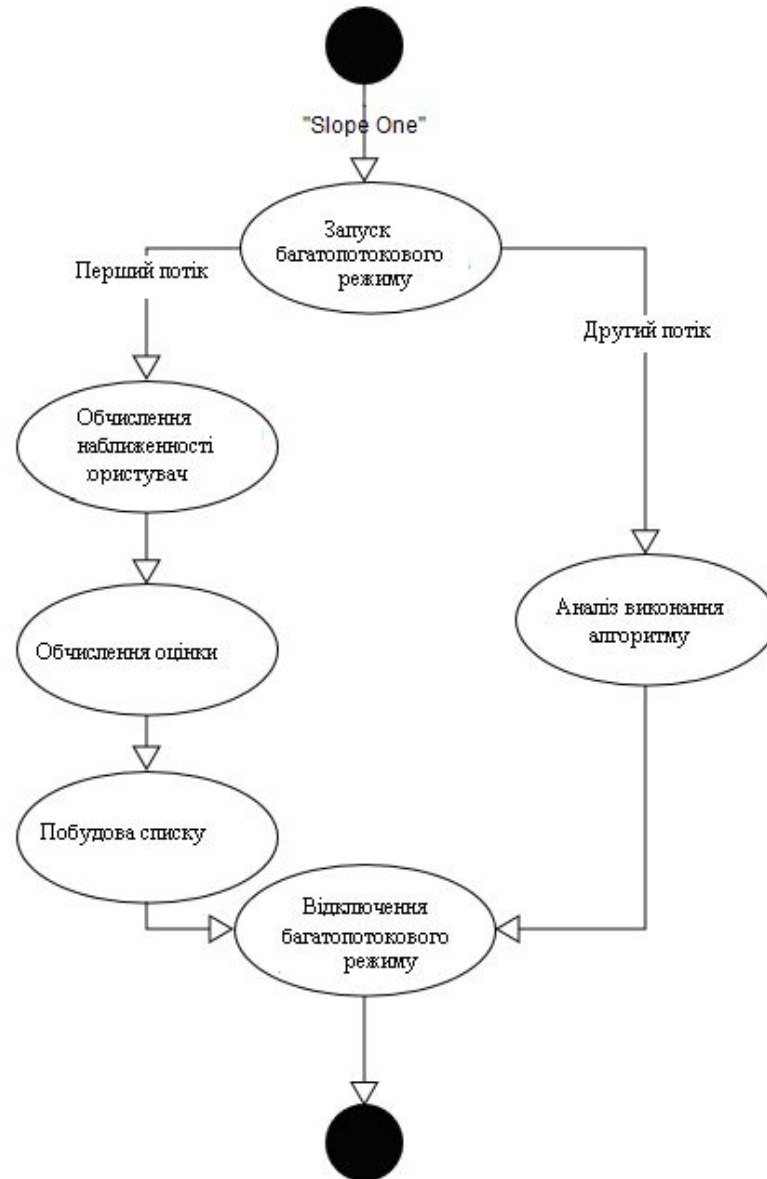 "Slope One"
Запуск
багатопотокового
режиму
Перший потік
Другий потік
Обчислення
наближенності
ористувач
Обчислення оцінки
Аналіз виконання
алгоритму
Побудова списку
Відключення
багатопотокового
режиму